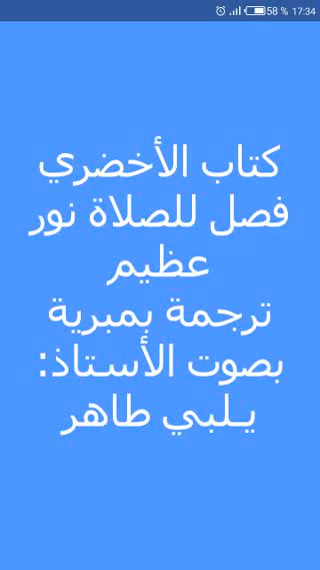 58 % 17:34
كتاب الأخضري
فصل للصلاة نور
عظيم
ترجمة بمبرية
بصوت الأستاذ:
يـلبي طاهر